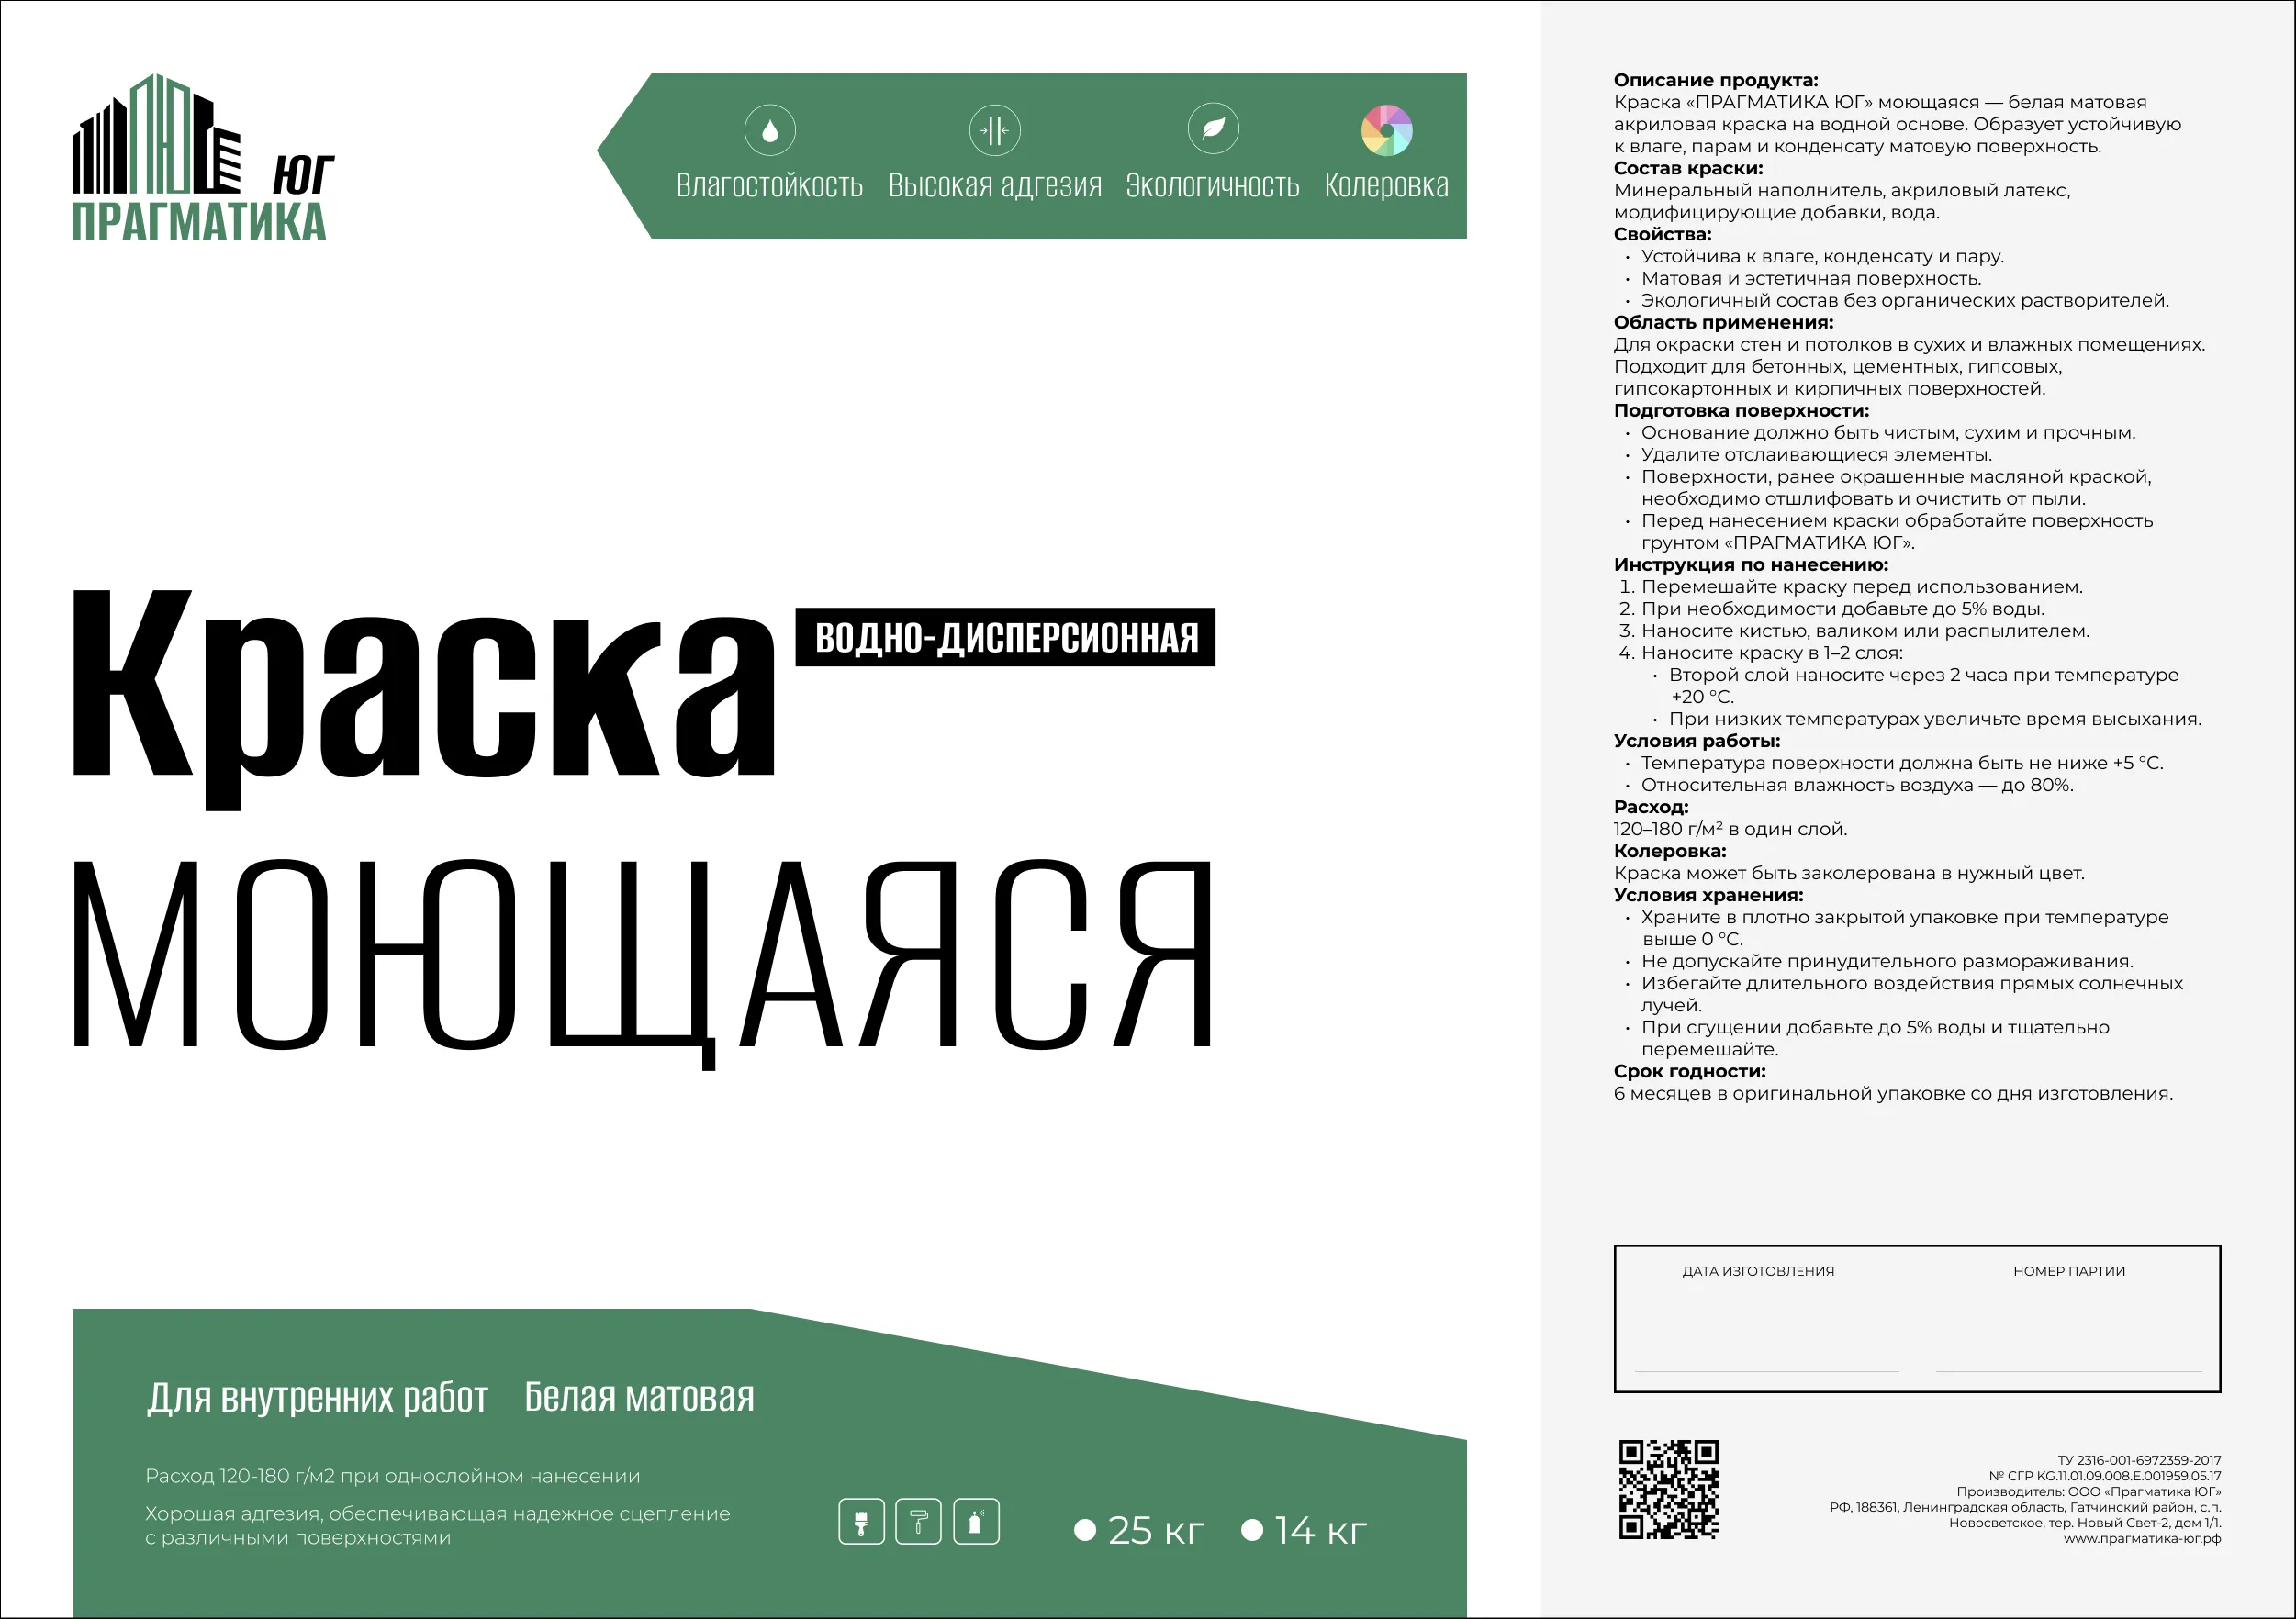 ЮГ
ПРАГМАТИКА
Влагостойкость Высокая адгезия Экологичность Колеровка
Краска
ВОДНО-ДИСПЕРСИОННАЯ
МОЮЩАЯСЯ
Для внутренних работ Белая матовая
Расход 120-180 г/м2 при однослойном нанесении
Хорошая адгезия, обеспечивающая надежное сцепление
с различными поверхностями
25 кг 14 кг
Описание продукта:
Краска «ПРАГМАТИКА ЮГ» моющаяся — белая матовая
акриловая краска на водной основе. Образует устойчивую
к влаге, парам и конденсату матовую поверхность.
Состав краски:
Минеральный наполнитель, акриловый латекс,
модифицирующие добавки, вода.
Свойства:
• Устойчива к влаге, конденсату и пару.
• Матовая и эстетичная поверхность.
• Экологичный состав без органических растворителей.
Область применения:
Для окраски стен и потолков в сухих и влажных помещениях.
Подходит для бетонных, цементных, гипсовых,
гипсокартонных и кирпичных поверхностей.
Подготовка поверхности:
• Основание должно быть чистым, сухим и прочным.
• Удалите отслаивающиеся элементы.
• Поверхности, ранее окрашенные масляной краской,
необходимо отшлифовать и очистить от пыли.
• Перед нанесением краски обработайте поверхность
грунтом «ПРАГМАТИКА ЮГ».
Инструкция по нанесению:
1. Перемешайте краску перед использованием.
2. При необходимости добавьте до 5% воды.
3. Наносите кистью, валиком или распылителем.
4. Наносите краску в 1–2 слоя:
• Второй слой наносите через 2 часа при температуре
+20 °C.
• При низких температурах увеличьте время высыхания.
Условия работы:
• Температура поверхности должна быть не ниже +5 °C.
• Относительная влажность воздуха — до 80%.
Расход:
120–180 г/м² в один слой.
Колеровка:
Краска может быть заколерована в нужный цвет.
Условия хранения:
• Храните в плотно закрытой упаковке при температуре
выше 0 °C.
• Не допускайте принудительного размораживания.
• Избегайте длительного воздействия прямых солнечных
лучей.
• При сгущении добавьте до 5% воды и тщательно
перемешайте.
Срок годности:
6 месяцев в оригинальной упаковке со дня изготовления.
ДАТА ИЗГОТОВЛЕНИЯ НОМЕР ПАРТИИ
ТУ 2316-001-6972359-2017
№ СГР KG.11.01.09.008.E.001959.05.17
Производитель: ООО «Прагматика ЮГ»
РФ, 188361, Ленинградская область, Гатчинский район, с.п.
Новосветское, тер. Новый Свет-2, дом 1/1.
www.прагматика-юг.рф